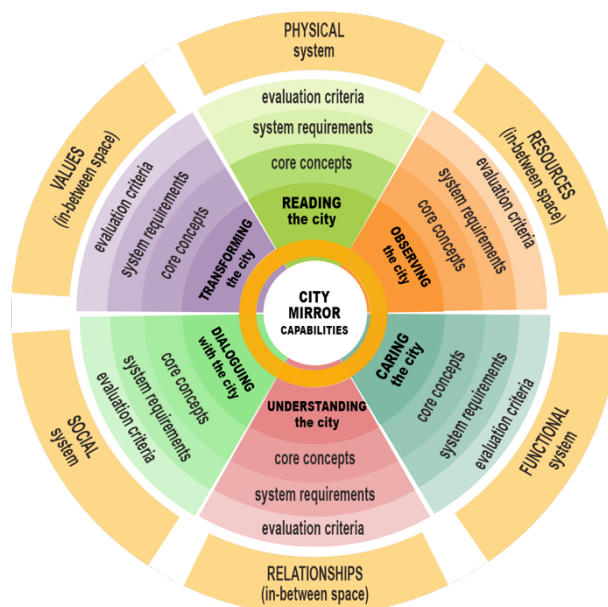 PHYSICAL
system
evaluation criteria
system requirements
core concepts
READING
the city
RESOURCES
(in-between space)
evaluation criteria
system requirements
core concepts
OBSERVING
the city
FUNCTIONAL
system
evaluation criteria
system requirements
core concepts
CARING
the city
UNDERSTANDING
the city
core concepts
system requirements
evaluation criteria
RELATIONSHIPS
(in-between space)
SOCIAL
system
evaluation criteria
system requirements
core concepts
DIALOGUING
with the city
VALUES
(in-between space)
evaluation criteria
system requirements
core concepts
TRANSFORMING
the city
CITY
MIRROR
CAPABILITIES